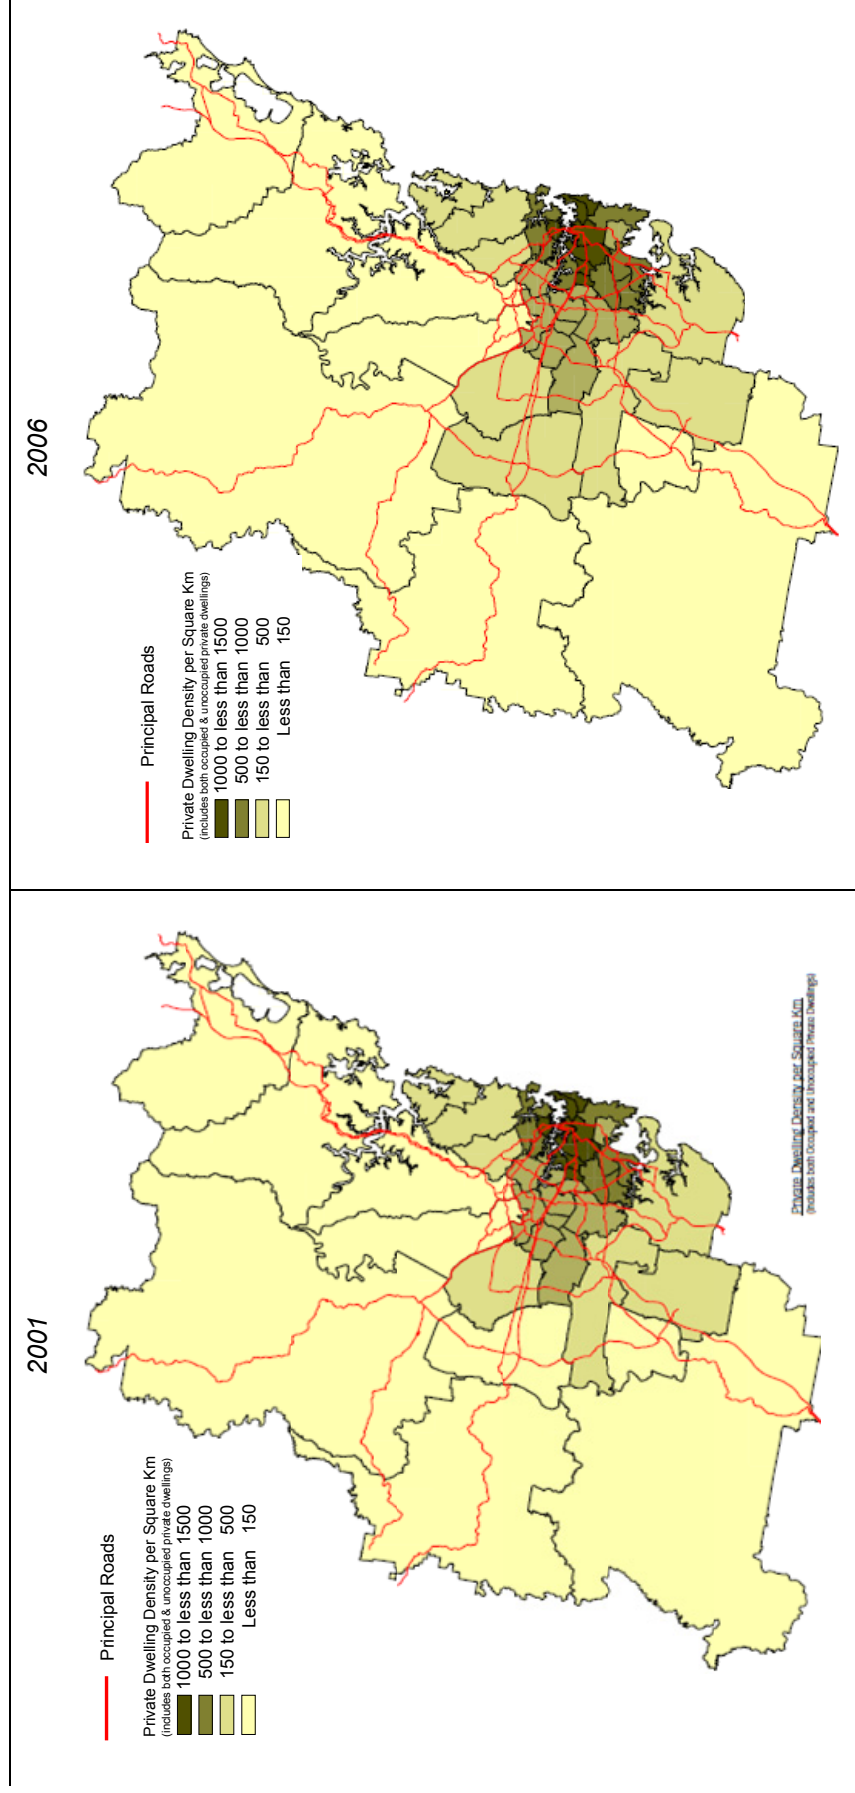 2001
Principal Roads
Private Dwelling Density per Square Km
(includes both occupied & unoccupied private dwellings)
1000 to less than 1500
500 to less than 1000
150 to less than 500
Less than 150
Private Dwelling Density per Square Km
(Includes both Occupied and Unoccupied Private Dwellings)
2006
Principal Roads
Private Dwelling Density per Square Km
(includes both occupied & unoccupied private dwellings)
1000 to less than 1500
500 to less than 1000
150 to less than 500
Less than 150